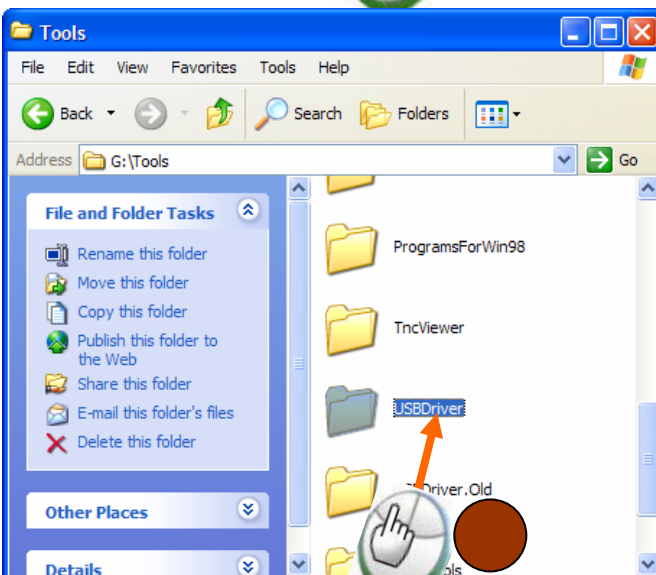 Tools
File Edit View Favorites Tools Help
Back Search Folders
Address G:\Tools Go
File and Folder Tasks
Rename this folder
Move this folder
Copy this folder
Publish this folder to
the Web
Share this folder
E-mail this folder's files
Delete this folder
Other Places
Details
ProgramsForWin98
TncViewer
USBDriver
Driver.Old